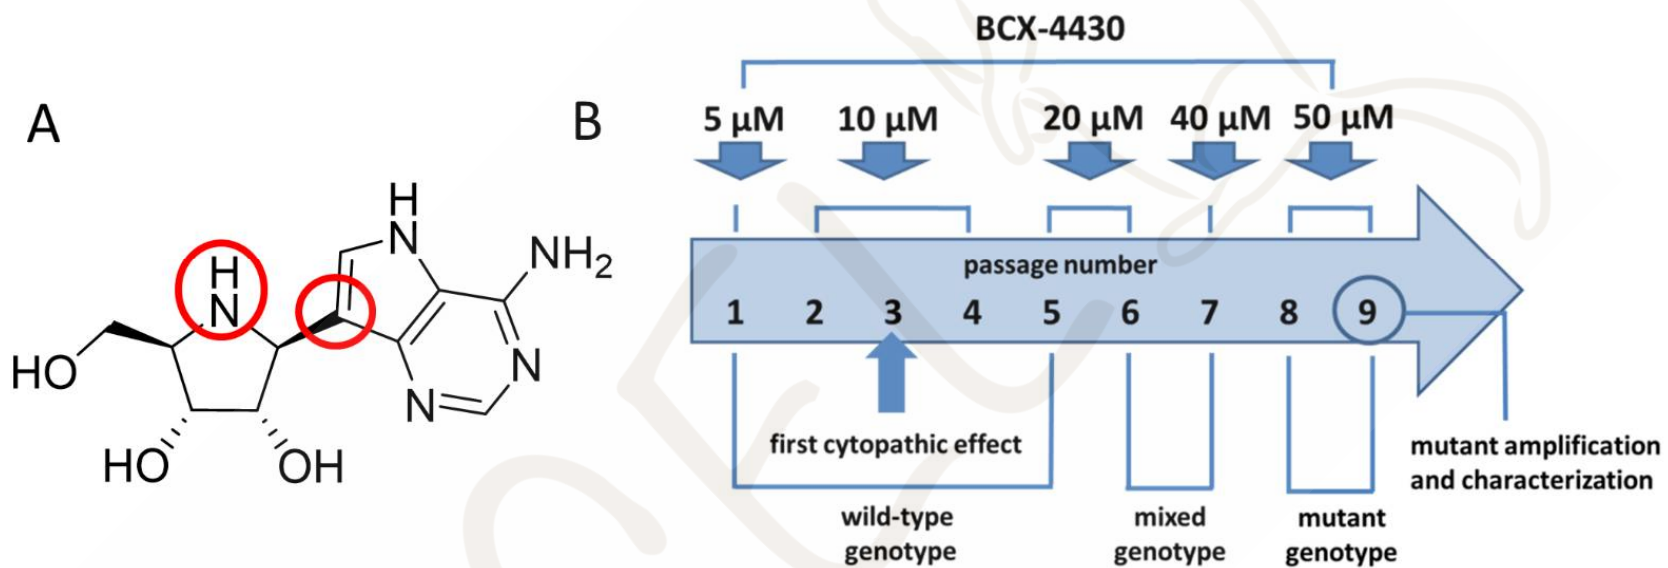 A
H
N
H
N
NH2
N
N
HO
HO
OH
B
BCX-4430
5 µM 10 µM 20 µM 40 µM 50 µM
passage number
1 2 3 4 5 6 7 8 9
first cytopathic effect
mutant amplification
and characterization
wild-type
genotype
mixed
genotype
mutant
genotype